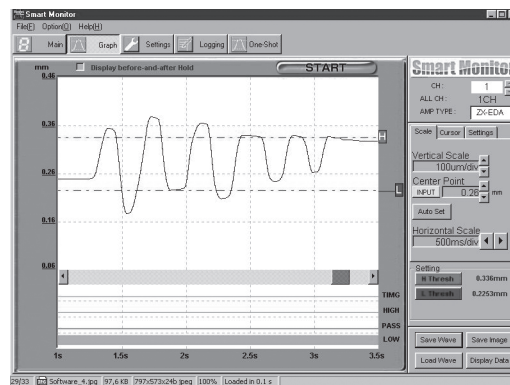 Smart Monitor
File(F) Option(O) Help(H)
Main Graph Settings Logging One-Shot
mm
Display before-and-after Hold
START
0.46
0.36
H
0.26
L
0.16
0.06
TIMG
HIGH
PASS
LOW
1s 1.5s 2s 2.5s 3s 3.5s
Smart Monitor
CH: 1
ALL CH: 1CH
AMP TYPE: ZX-EDA
Scale Cursor Settings
Vertical Scale
100um/div
Center Point
INPUT 0.26 mm
Auto Set
Horizontal Scale
500ms/div
Setting
H Thresh 0.336mm
L Thresh 0.2253mm
Save Wave Save Image
Load Wave Display Data
29/33 Software_4.jpg 97,6 KB 797x573x24b jpeg 100% Loaded in 0.1 s